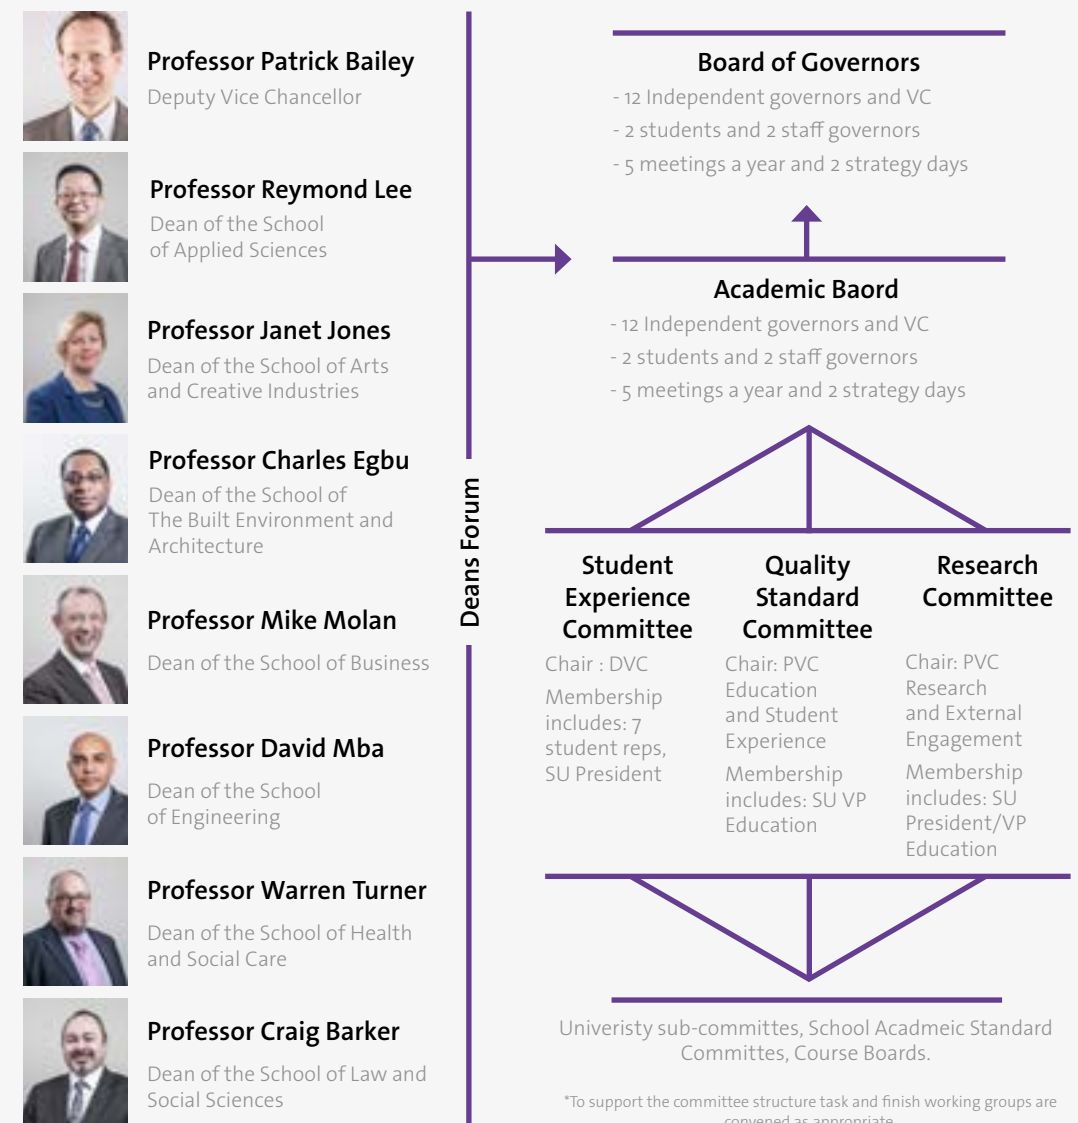 Professor Patrick Bailey
Deputy Vice Chancellor
Professor Reymond Lee
Dean of the School
of Applied Sciences
Professor Janet Jones
Dean of the School of Arts
and Creative Industries
Professor Charles Egbu
Dean of the School of
The Built Environment and
Architecture
Professor Mike Molan
Dean of the School of Business
Professor David Mba
Dean of the School
of Engineering
Professor Warren Turner
Dean of the School of Health
and Social Care
Professor Craig Barker
Dean of the School of Law and
Social Sciences
Deans Forum
Board of Governors
- 12 Independent governors and VC
- 2 students and 2 staff governors
- 5 meetings a year and 2 strategy days
Academic Baord
- 12 Independent governors and VC
- 2 students and 2 staff governors
- 5 meetings a year and 2 strategy days
Student
Experience
Committee
Chair : DVC
Membership
includes: 7
student reps,
SU President
Quality
Standard
Committee
Chair: PVC
Education
and Student
Experience
Membership
includes: SU VP
Education
Research
Committee
Chair: PVC
Research
and External
Engagement
Membership
includes: SU
President/VP
Education
Univeristy sub-committes, School Acadmeic Standard
Committes, Course Boards.
*To support the committee structure task and finish working groups are
convened as appropriate